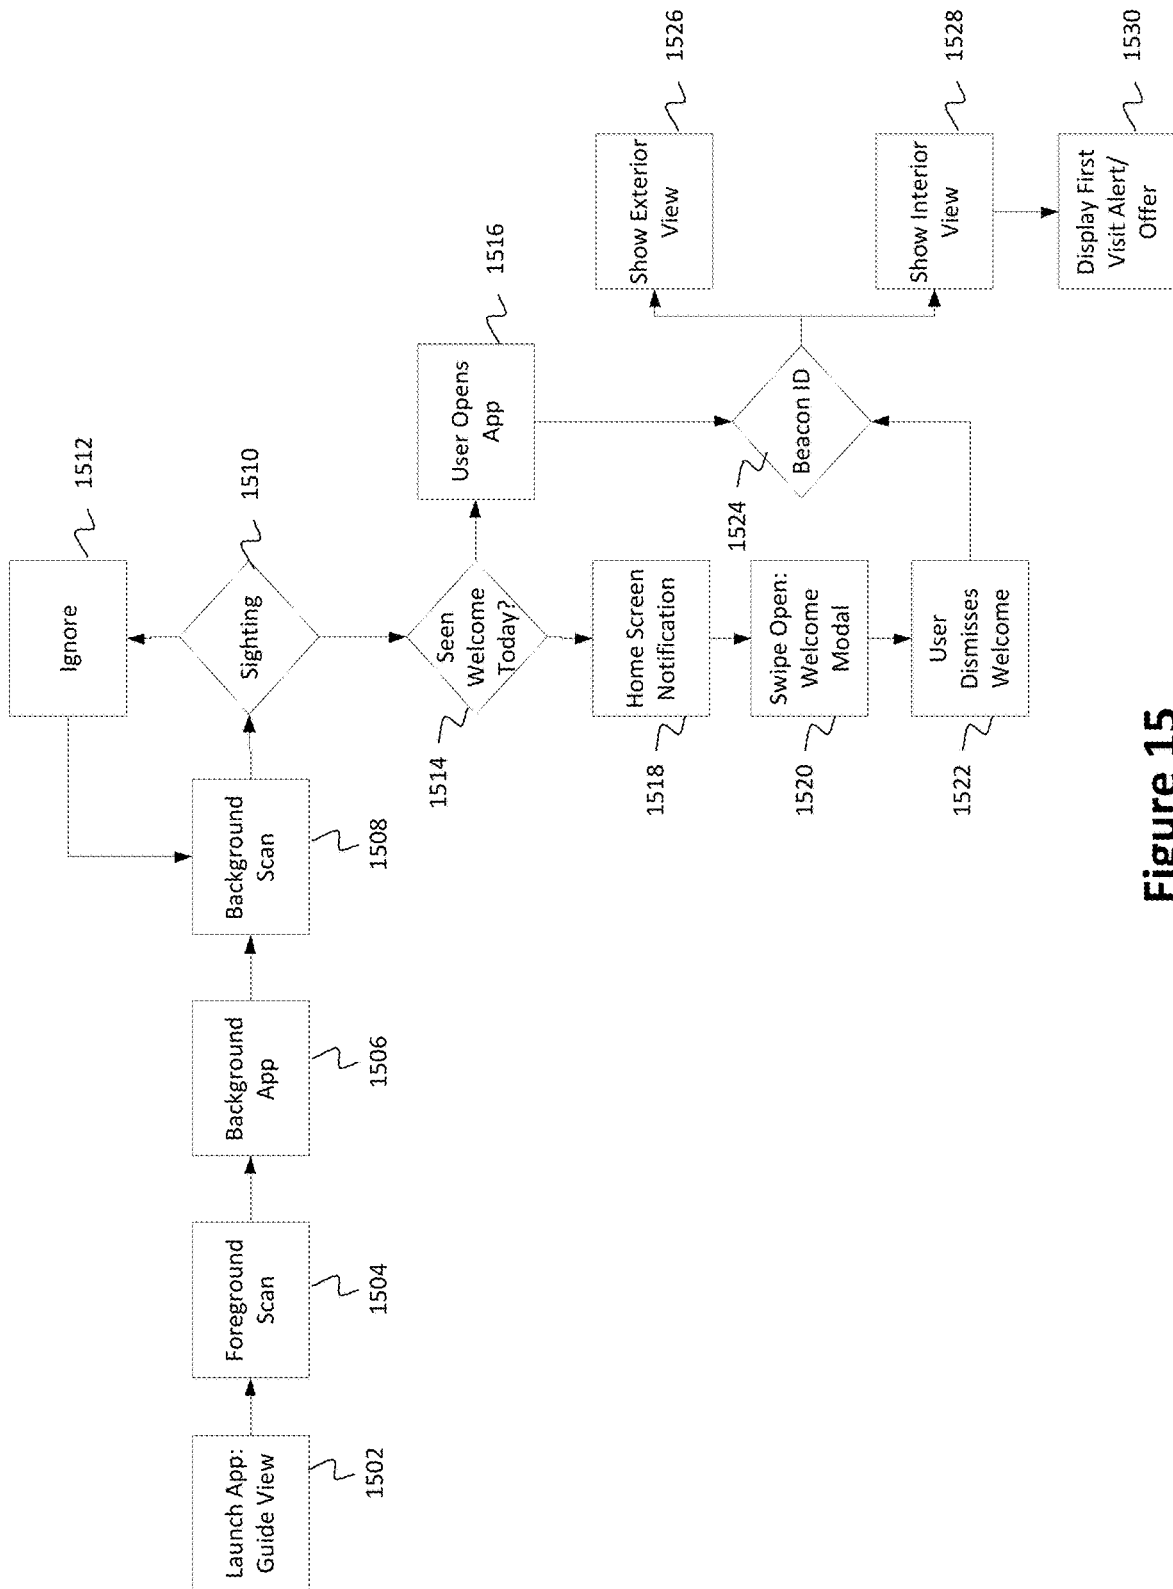 Launch App:
Guide View
1502
Foreground
Scan
1504
Background
App
1506
Background
Scan
1508
Ignore
1512
Sighting
1510
Seen
Welcome
Today?
1514
User Opens
App
1516
Home Screen
Notification
1518
Swipe Open:
Welcome
Modal
1520
User
Dismisses
Welcome
1522
Beacon ID
1524
Show Exterior
View
1526
Show Interior
View
1528
Display First
Visit Alert/
Offer
1530
Figure 15